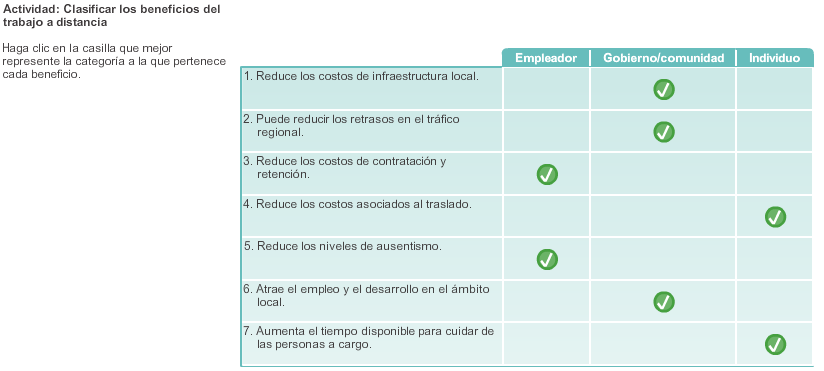 Actividad: Clasificar los beneficios del
trabajo a distancia
Haga clic en la casilla que mejor
represente la categoría a la que pertenece
cada beneficio.
Empleador Gobierno/comunidad Individuo
1. Reduce los costos de infraestructura local.
2. Puede reducir los retrasos en el tráfico
regional.
3. Reduce los costos de contratación y
retención.
4. Reduce los costos asociados al traslado.
5. Reduce los niveles de ausentismo.
6. Atrae el empleo y el desarrollo en el ámbito
local.
7. Aumenta el tiempo disponible para cuidar de
las personas a cargo.